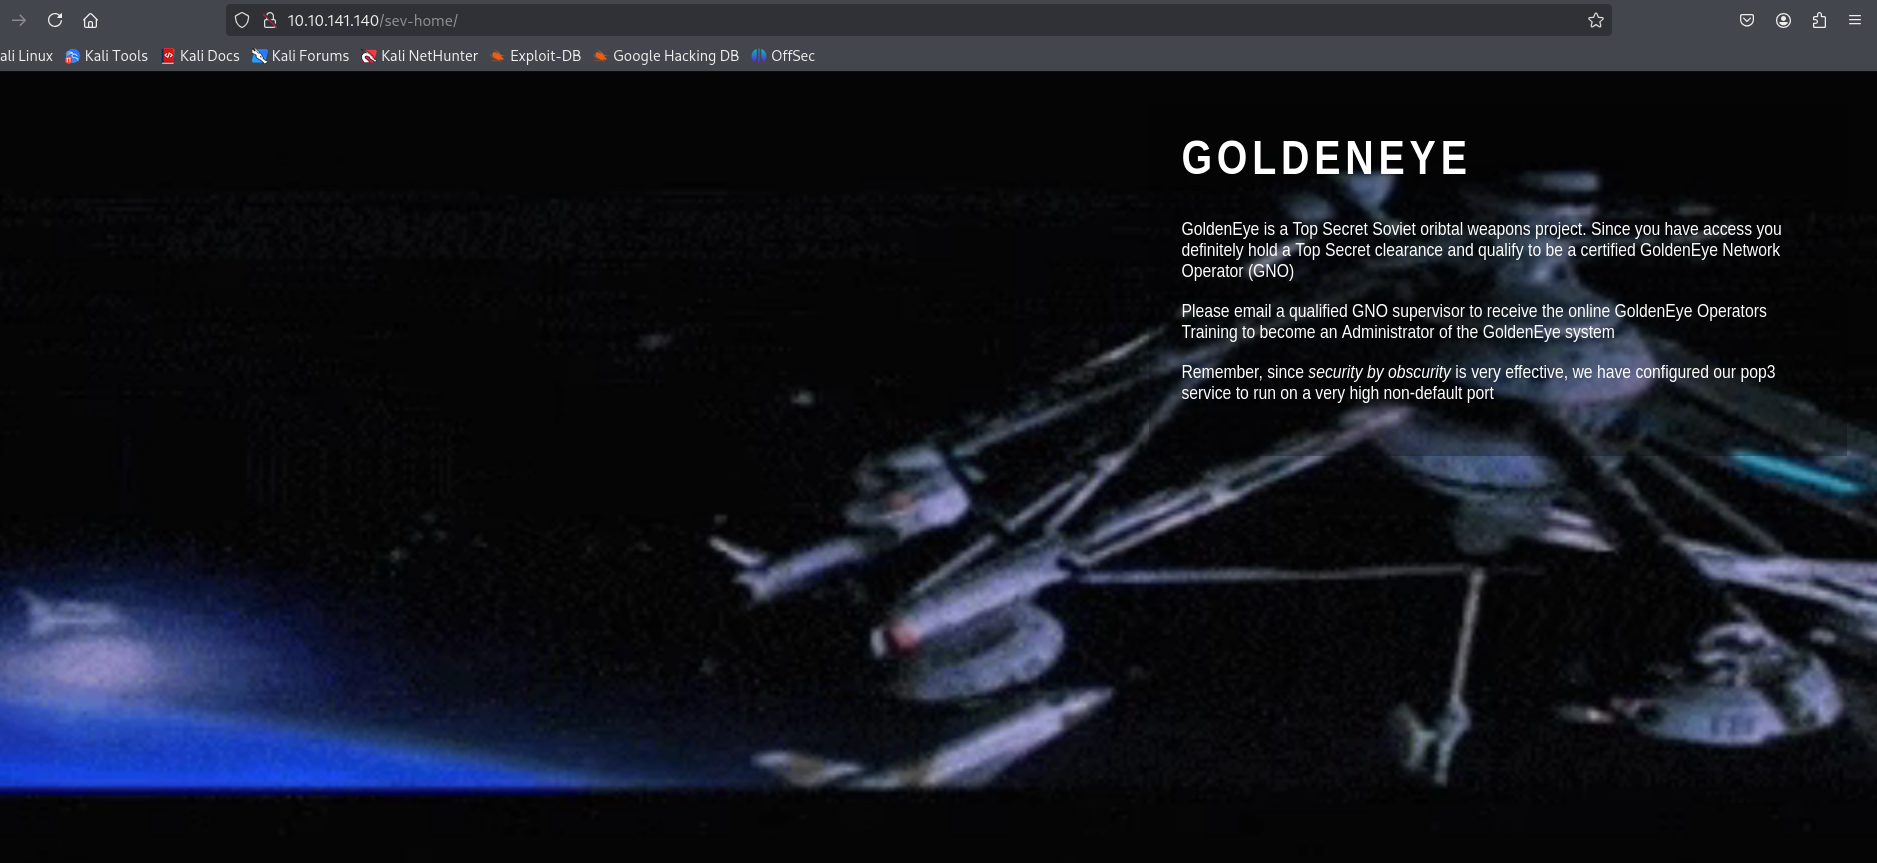 10.10.141.140/sev-home/
ali Linux Kali Tools Kali Docs Kali Forums Kali NetHunter Exploit-DB Google Hacking DB OffSec
GOLDENEYE
GoldenEye is a Top Secret Soviet oribtal weapons project. Since you have access you
definitely hold a Top Secret clearance and qualify to be a certified GoldenEye Network
Operator (GNO)
Please email a qualified GNO supervisor to receive the online GoldenEye Operators
Training to become an Administrator of the GoldenEye system
Remember, since security by obscurity is very effective, we have configured our pop3
service to run on a very high non-default port